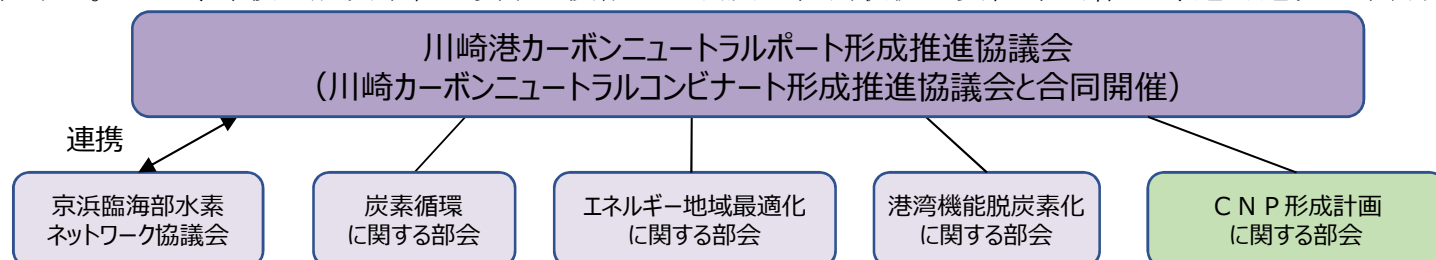 川崎港カーボンニュートラルポート形成推進協議会
（川崎カーボンニュートラルコンビナート形成推進協議会と合同開催）
連携
京浜臨海部水素
ネットワーク協議会
炭素循環
に関する部会
エネルギー地域最適化
に関する部会
港湾機能脱炭素化
に関する部会
ＣＮＰ形成計画
に関する部会